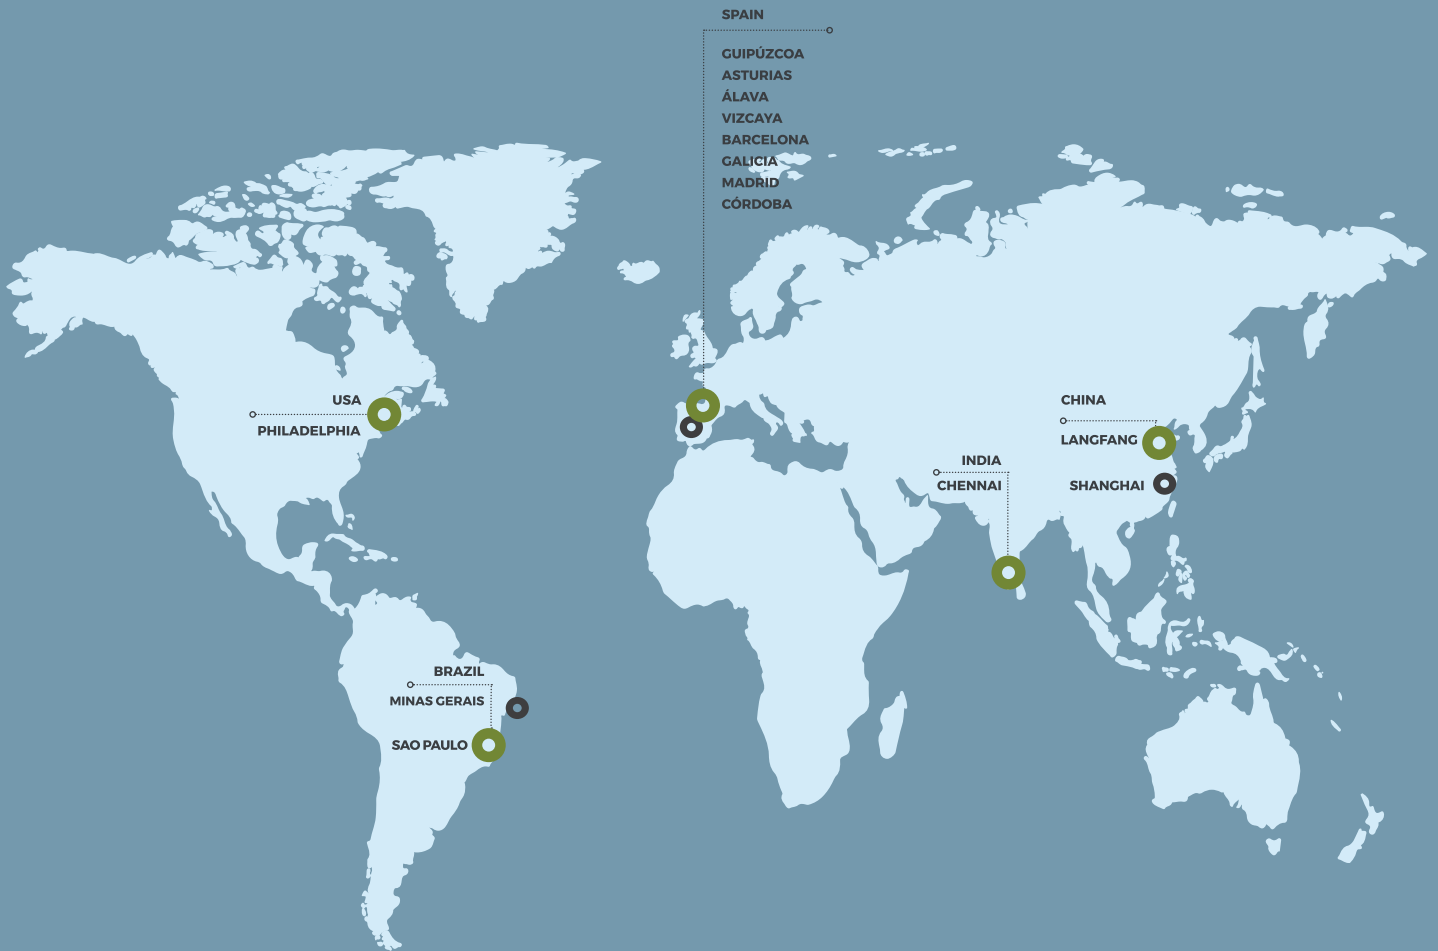 SPAIN
GUIPÚZCOA
ASTURIAS
ÁLAVA
VIZCAYA
BARCELONA
GALICIA
MADRID
CÓRDOBA
USA
PHILADELPHIA
CHINA
LANGFANG
SHANGHAI
INDIA
CHENNAI
BRAZIL
MINAS GERAIS
SAO PAULO